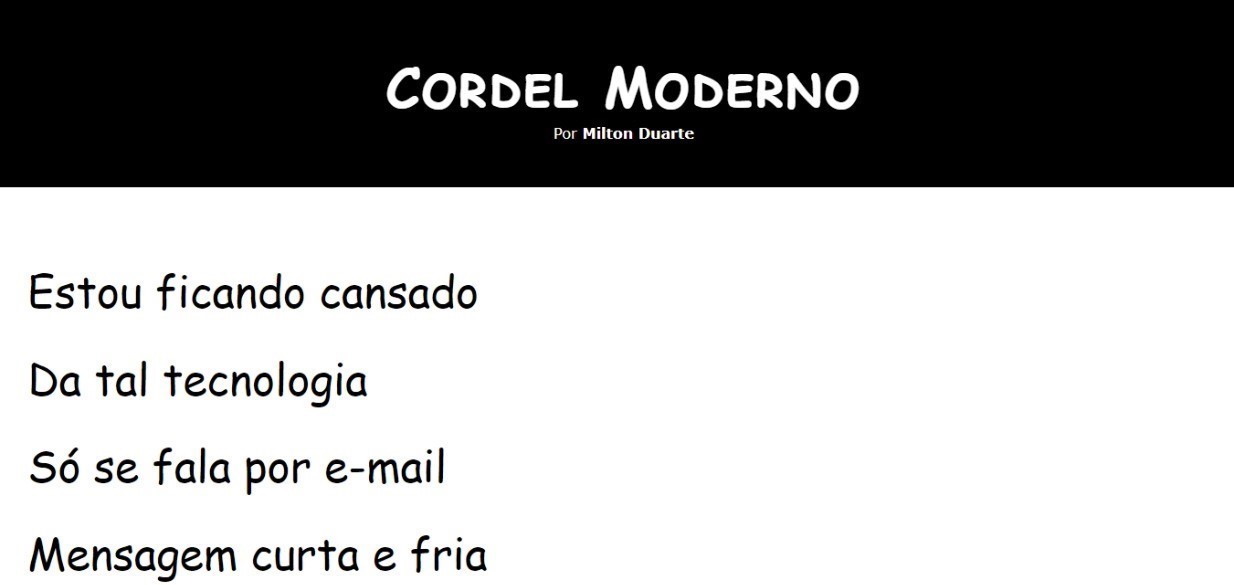 Cordel Moderno
Por Milton Duarte
Estou ficando cansado
Da tal tecnologia
Só se fala por e-mail
Mensagem curta e fria